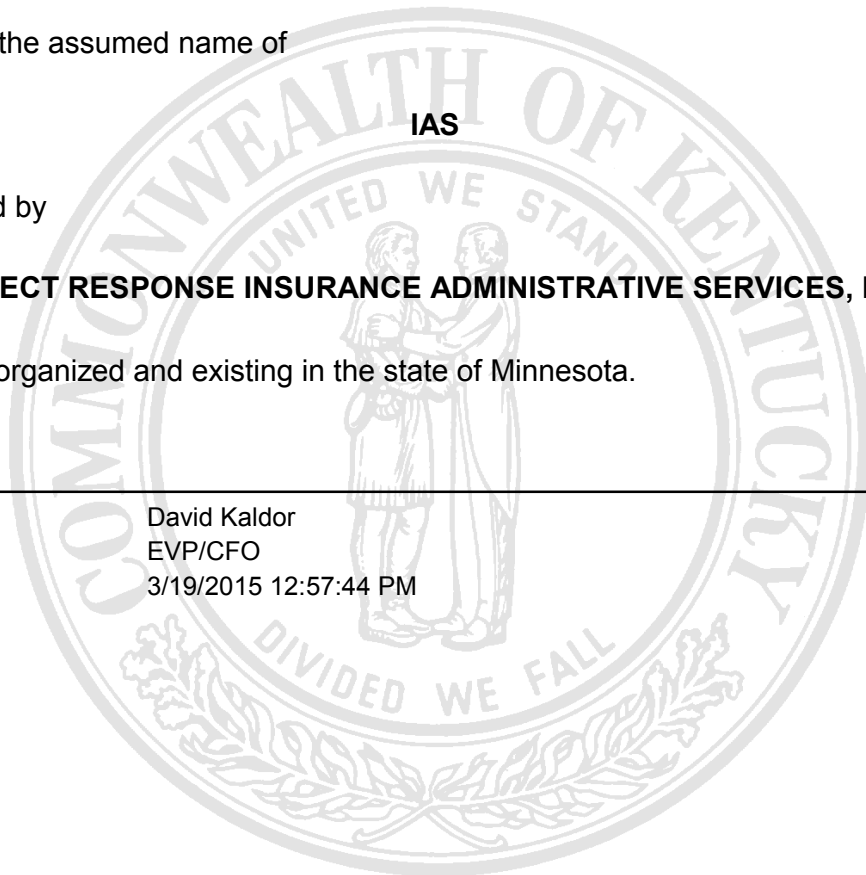 the assumed name of
IAS
d by
ECT RESPONSE INSURANCE ADMINISTRATIVE SERVICES,
organized and existing in the state of Minnesota.
David Kaldor
EVP/CFO
3/19/2015 12:57:44 PM
COMMONWEALTH OF KENTUCKY
UNITED WE STAND
DIVIDED WE FALL